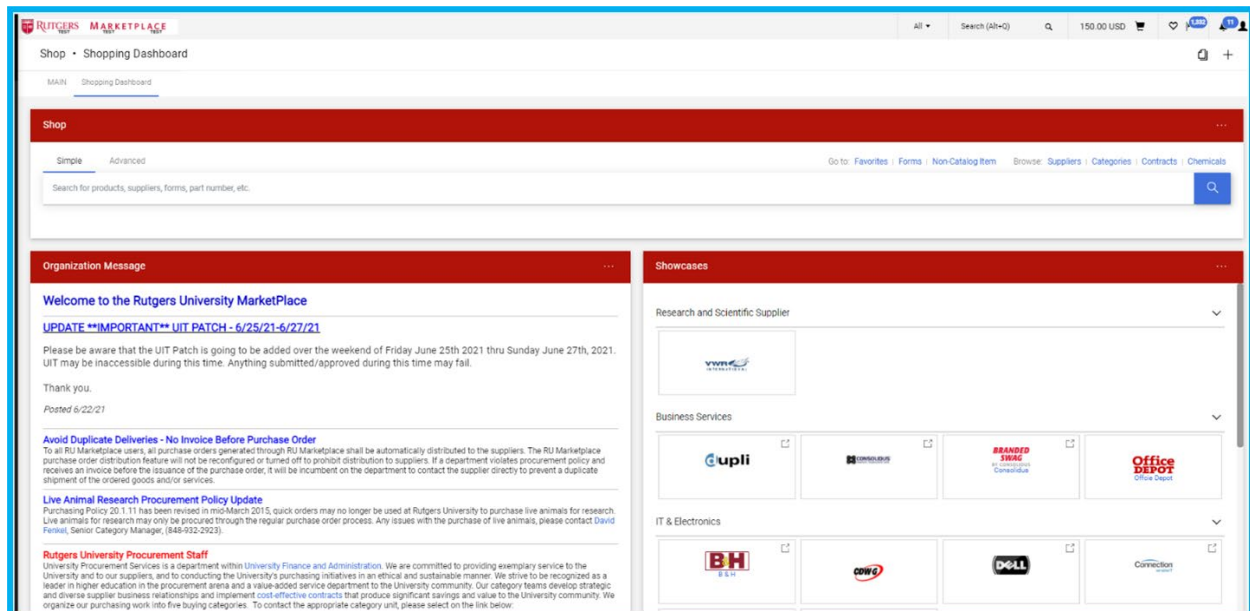 RUTGERS MARKETPLACE
TEST TEST
All
Search (Alt+Q)
150.00 USD
11
Shop • Shopping Dashboard
MAIN Shopping Dashboard
Shop
Simple Advanced
Go to: Favorites | Forms | Non-Catalog Item Browse: Suppliers | Categories | Contracts | Chemicals
Search for products, suppliers, forms, part number, etc.
Organization Message
Welcome to the Rutgers University MarketPlace
UPDATE **IMPORTANT** UIT PATCH - 6/25/21-6/27/21
Please be aware that the UIT Patch is going to be added over the weekend of Friday June 25th 2021 thru Sunday June 27th, 2021.
UIT may be inaccessible during this time. Anything submitted/approved during this time may fail.
Thank you.
Posted 6/22/21
Avoid Duplicate Deliveries - No Invoice Before Purchase Order
To all RU Marketplace users, all purchase orders generated through RU Marketplace shall be automatically distributed to the suppliers. The RU Marketplace
purchase order distribution feature will not be reconfigured or turned off to prohibit distribution to suppliers. If a department violates procurement policy and
receives an invoice before the issuance of the purchase order, it will be incumbent on the department to contact the supplier directly to prevent a duplicate
shipment of the ordered goods and/or services.
Live Animal Research Procurement Policy Update
Purchasing Policy 20.1.11 has been revised in mid-March 2015, quick orders may no longer be used at Rutgers University to purchase live animals for research.
Live animals for research may only be procured through the regular purchase order process. Any issues with the purchase of live animals, please contact David
Fenkel, Senior Category Manager, (848-932-2923).
Rutgers University Procurement Staff
University Procurement Services is a department within University Finance and Administration. We are committed to providing exemplary service to the
University and to our suppliers, and to conducting the University's purchasing initiatives in an ethical and sustainable manner. We strive to be recognized as a
leader in higher education in the procurement arena and a value-added service department to the University community. Our category teams develop strategic
and diverse supplier business relationships and implement cost-effective contracts that produce significant savings and value to the University community. We
organize our purchasing work into five buying categories. To contact the appropriate category unit, please select on the link below:
Showcases
Research and Scientific Supplier
VWR
INTERNATIONAL
Business Services
upli
CONSOLIDUS
BRANDED
SWAG
BY CONSOLIDUS
Consolidus
Office
DEPOT
Office Depot
IT & Electronics
B&H
B & H
CDWG
DELL
Connection